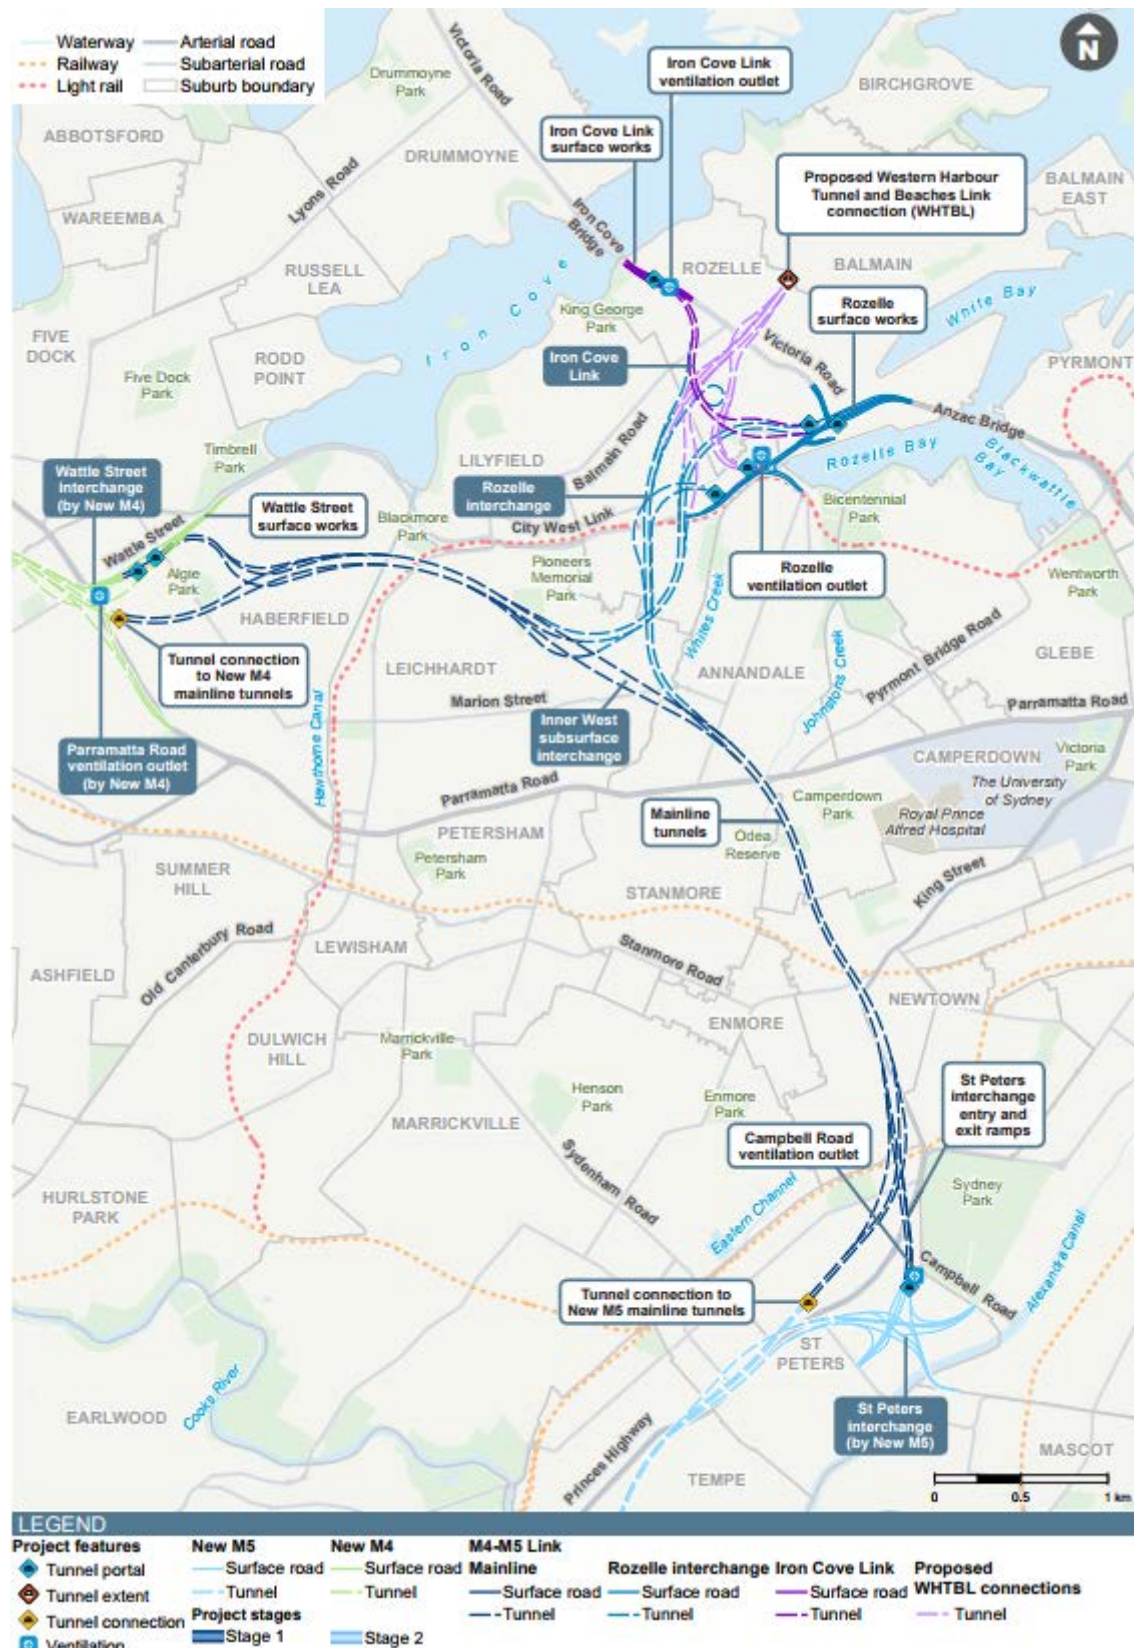 Waterway
Arterial road
Railway
Subarterial road
Light rail
Suburb boundary
N
Victoria Road
Drummoyne
Park
Iron Cove Link
ventilation outlet
BIRCHGROVE
ABBOTSFORD
Iron Cove Link
surface works
DRUMMOYNE
Lyons Road
Proposed Western Harbour
Tunnel and Beaches Link
connection (WHTBL)
BALMAIN
EAST
WAREEMBA
Iron Cove
Bridge
RUSSELL
LEA
ROZELLE
BALMAIN
Iron Cove
King George
Park
Rozelle
surface works
White Bay
FIVE
DOCK
RODD
POINT
Iron Cove
Link
Victoria Road
PYRMONT
Five Dock
Park
Anzac Bridge
Timbrell
Park
Balmain Road
LILYFIELD
Rozelle Bay
Blackwattle
Bay
Wattle Street
interchange
(by New M4)
Wattle Street
surface works
Rozelle
interchange
Bicentennial
Park
Blackmore
Park
City West Link
Wattle Street
Algie
Park
Pioneers
Memorial
Park
Rozelle
ventilation outlet
Wentworth
Park
HABERFIELD
Whites Creek
Tunnel connection
to New M4
mainline tunnels
LEICHHARDT
ANNANDALE
Johnstons Creek
Pyrmont Bridge Road
GLEBE
Marion Street
Parramatta Road
Hawthorne Canal
Inner West
subsurface
interchange
Parramatta Road
ventilation outlet
(by New M4)
CAMPERDOWN
Victoria
Park
The University
of Sydney
Parramatta Road
Mainline
tunnels
Camperdown
Park
Royal Prince
Alfred Hospital
PETERSHAM
Odea
Reserve
Petersham
Park
SUMMER
HILL
STANMORE
King Street
Old Canterbury Road
LEWISHAM
Stanmore Road
ASHFIELD
NEWTOWN
ENMORE
DULWICH
HILL
Marrickville
Park
Henson
Park
Enmore
Park
St Peters
interchange
entry and
exit ramps
MARRICKVILLE
Campbell Road
ventilation outlet
Sydenham Road
Sydney
Park
HURLSTONE
PARK
Eastern Channel
Alexandra Canal
Campbell Road
Tunnel connection to
New M5 mainline tunnels
ST
PETERS
Cooks River
EARLWOOD
St Peters
interchange
(by New M5)
Princes Highway
MASCOT
TEMPE
0 0.5 1 km
LEGEND
Project features
Tunnel portal
Tunnel extent
Tunnel connection
Ventilation
New M5
Surface road
Tunnel
Project stages
Stage 1
Stage 2
New M4
Surface road
Tunnel
M4-M5 Link
Mainline
Surface road
Tunnel
Rozelle interchange
Surface road
Tunnel
Iron Cove Link
Surface road
Tunnel
Proposed
WHTBL connections
Tunnel